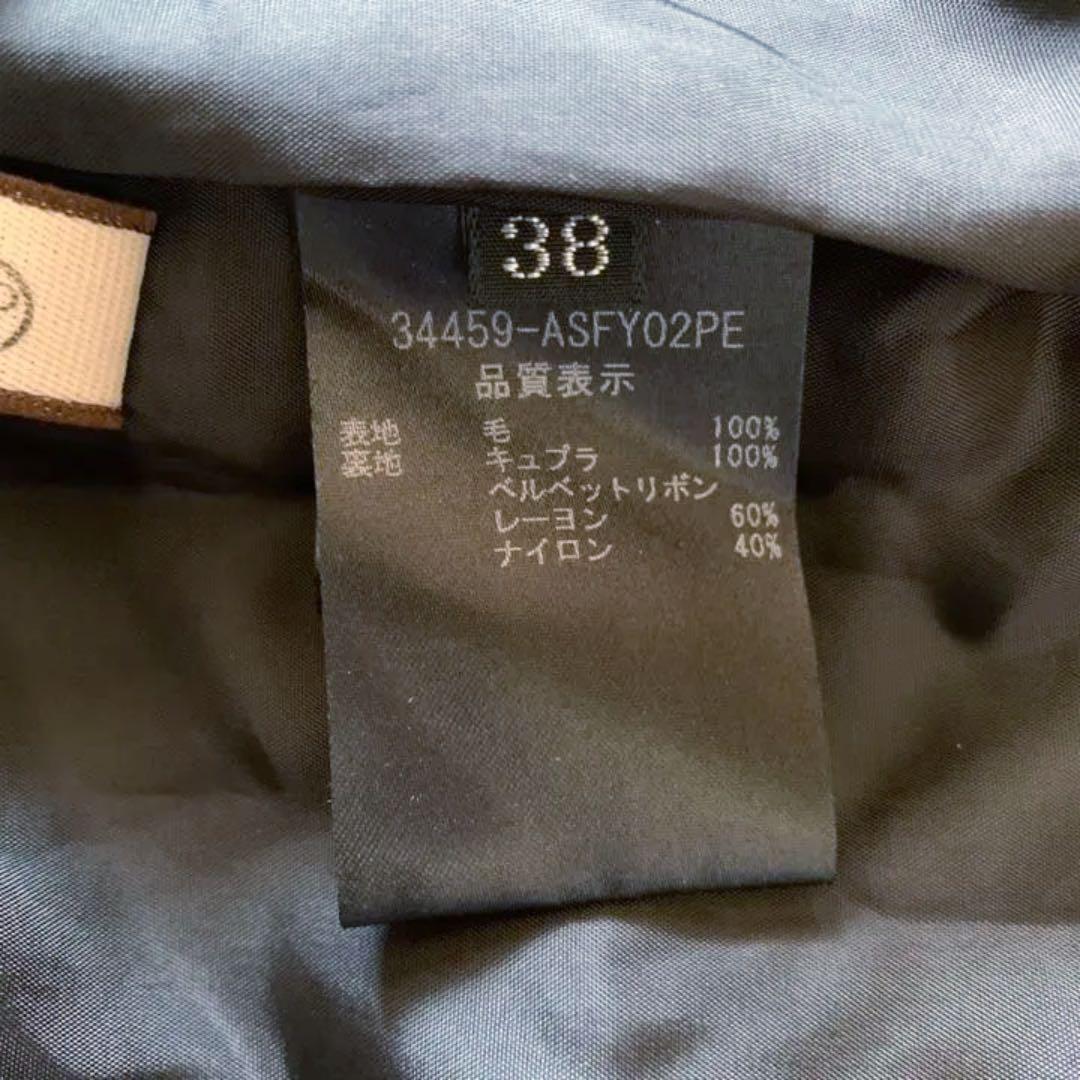 38
34459-ASFY02PE
品質表示
表地 毛 100%
裏地 キュプラ 100%
ベルベットリボン
レーヨン 60%
ナイロン 40%